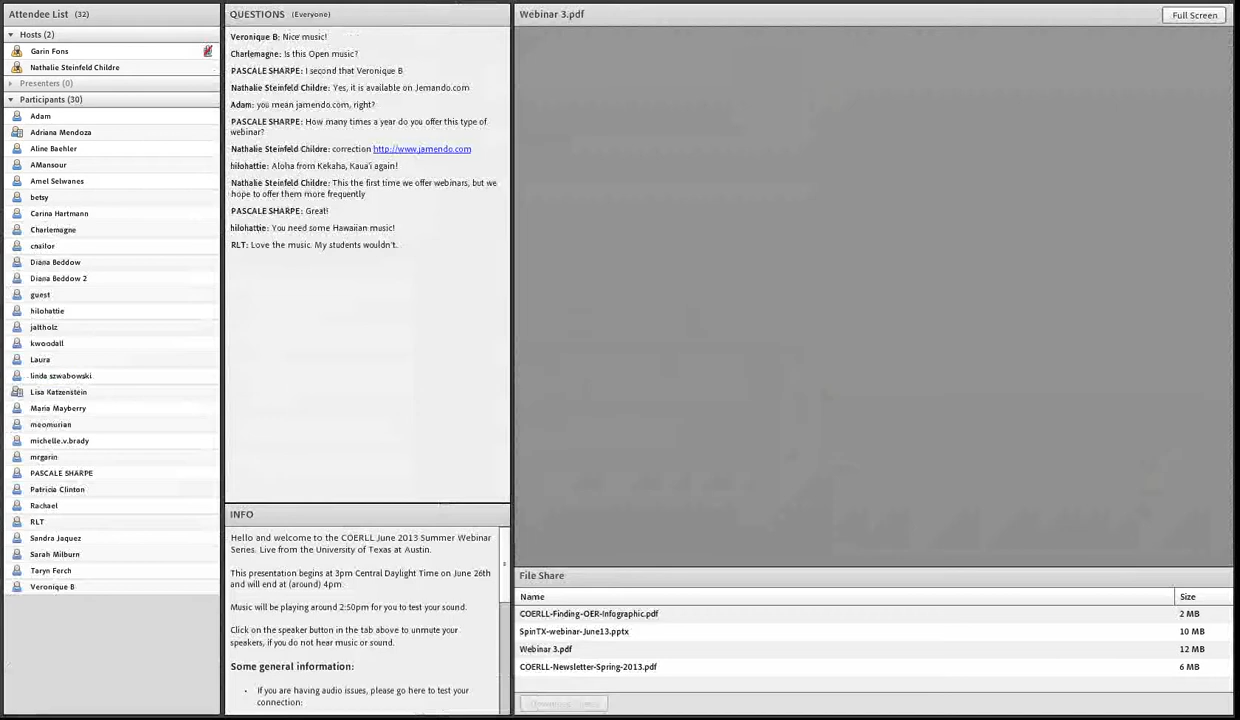 Attendee List (32)
Hosts (2)
Garin Fons
Nathalie Steinfeld Childre
Presenters (0)
Participants (30)
Adam
Adriana Mendoza
Aline Baehler
AMansour
Amel Selwanes
betsy
Carina Hartmann
Charlemagne
cnailor
Diana Beddow
Diana Beddow 2
guest
hilohattie
jaltholz
kwoodall
Laura
linda szwabowski
Lisa Katzenstein
Maria Mayberry
meomurian
michelle.v.brady
mrgarin
PASCALE SHARPE
Patricia Clinton
Rachael
RLT
Sandra Jaquez
Sarah Milburn
Taryn Ferch
Veronique B
QUESTIONS (Everyone)
Veronique B: Nice music!
Charlemagne: Is this Open music?
PASCALE SHARPE: I second that Veronique B
Nathalie Steinfeld Childre: Yes, it is available on Jemando.com
Adam: you mean jamendo.com, right?
PASCALE SHARPE: How many times a year do you offer this type of
webinar?
Nathalie Steinfeld Childre: correction http://www.jamendo.com
hilohattie: Aloha from Kekaha, Kaua'i again!
Nathalie Steinfeld Childre: This the first time we offer webinars, but we
hope to offer them more frequently
PASCALE SHARPE: Great!
hilohattie: You need some Hawaiian music!
RLT: Love the music. My students wouldn't.
INFO
Hello and welcome to the COERLL June 2013 Summer Webinar
Series. Live from the University of Texas at Austin.
This presentation begins at 3pm Central Daylight Time on June 26th
and will end at (around) 4pm
Music will be playing around 2:50pm for you to test your sound.
Click on the speaker button in the tab above to unmute your
speakers, if you do not hear music or sound.
Some general information:
• If you are having audio issues, please go here to test your
connection:
Webinar 3.pdf
Full Screen
File Share
Name Size
COERLL-Finding-OER-Infographic.pdf 2 MB
SpinTX-webinar-June13.pptx 10 MB
Webinar 3.pdf 12 MB
COERLL-Newsletter-Spring-2013.pdf 6 MB